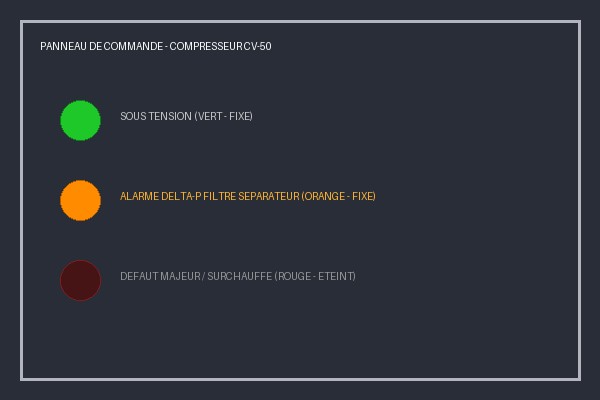 PANNEAU DE COMMANDE - COMPRESSEUR CV-50
SOUS TENSION (VERT - FIXE)
ALARME DELTA-P FILTRE SEPARATEUR (ORANGE - FIXE)
DEFAUT MAJEUR / SURCHAUFFE (ROUGE - ETEINT)